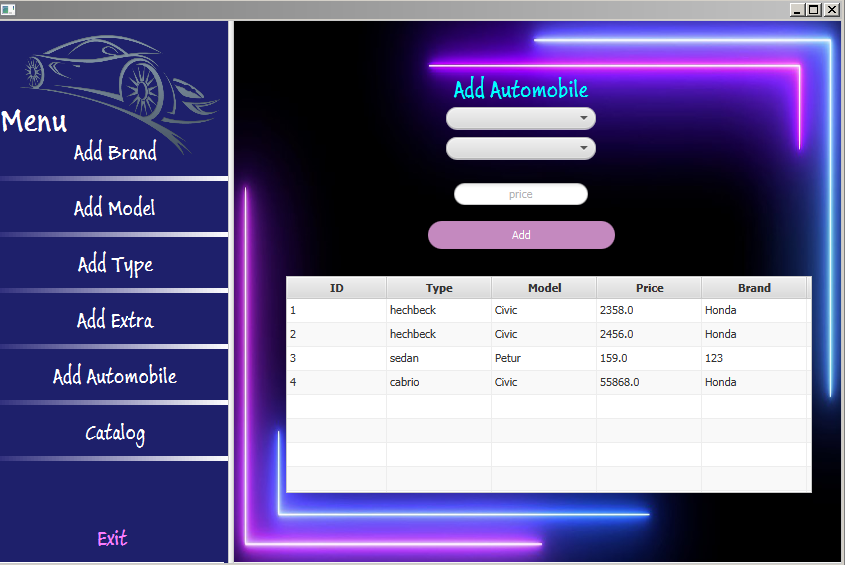 Menu
Add Brand
Add Model
Add Type
Add Extra
Add Automobile
Catalog
Exit
Add Automobile
price
Add
ID Type Model Price Brand
1 hechbeck Civic 2358.0 Honda
2 hechbeck Civic 2456.0 Honda
3 sedan Petur 159.0 123
4 cabrio Civic 55868.0 Honda